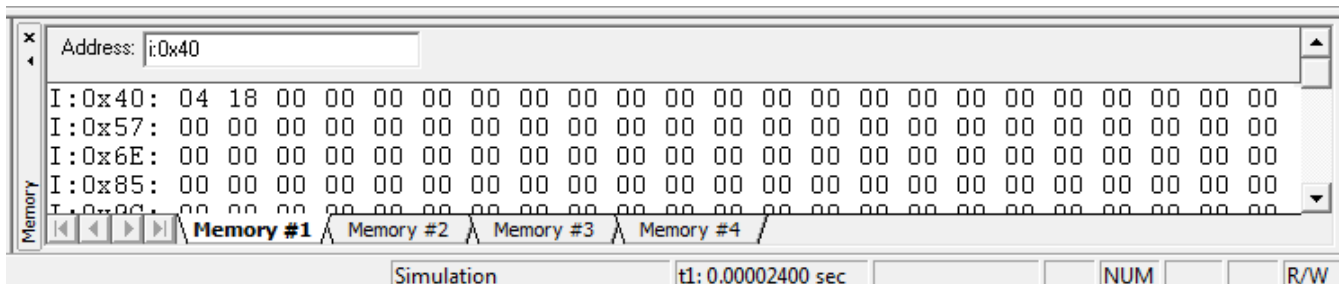 Address: i:0x40
I:0x40: 04 18 00 00 00 00 00 00 00 00 00 00 00 00 00 00 00 00 00 00 00 00 00
I:0x57: 00 00 00 00 00 00 00 00 00 00 00 00 00 00 00 00 00 00 00 00 00 00 00
I:0x6E: 00 00 00 00 00 00 00 00 00 00 00 00 00 00 00 00 00 00 00 00 00 00 00
I:0x85: 00 00 00 00 00 00 00 00 00 00 00 00 00 00 00 00 00 00 00 00 00 00 00
Memory
Memory #1 Memory #2 Memory #3 Memory #4
Simulation t1: 0.00002400 sec NUM R/W